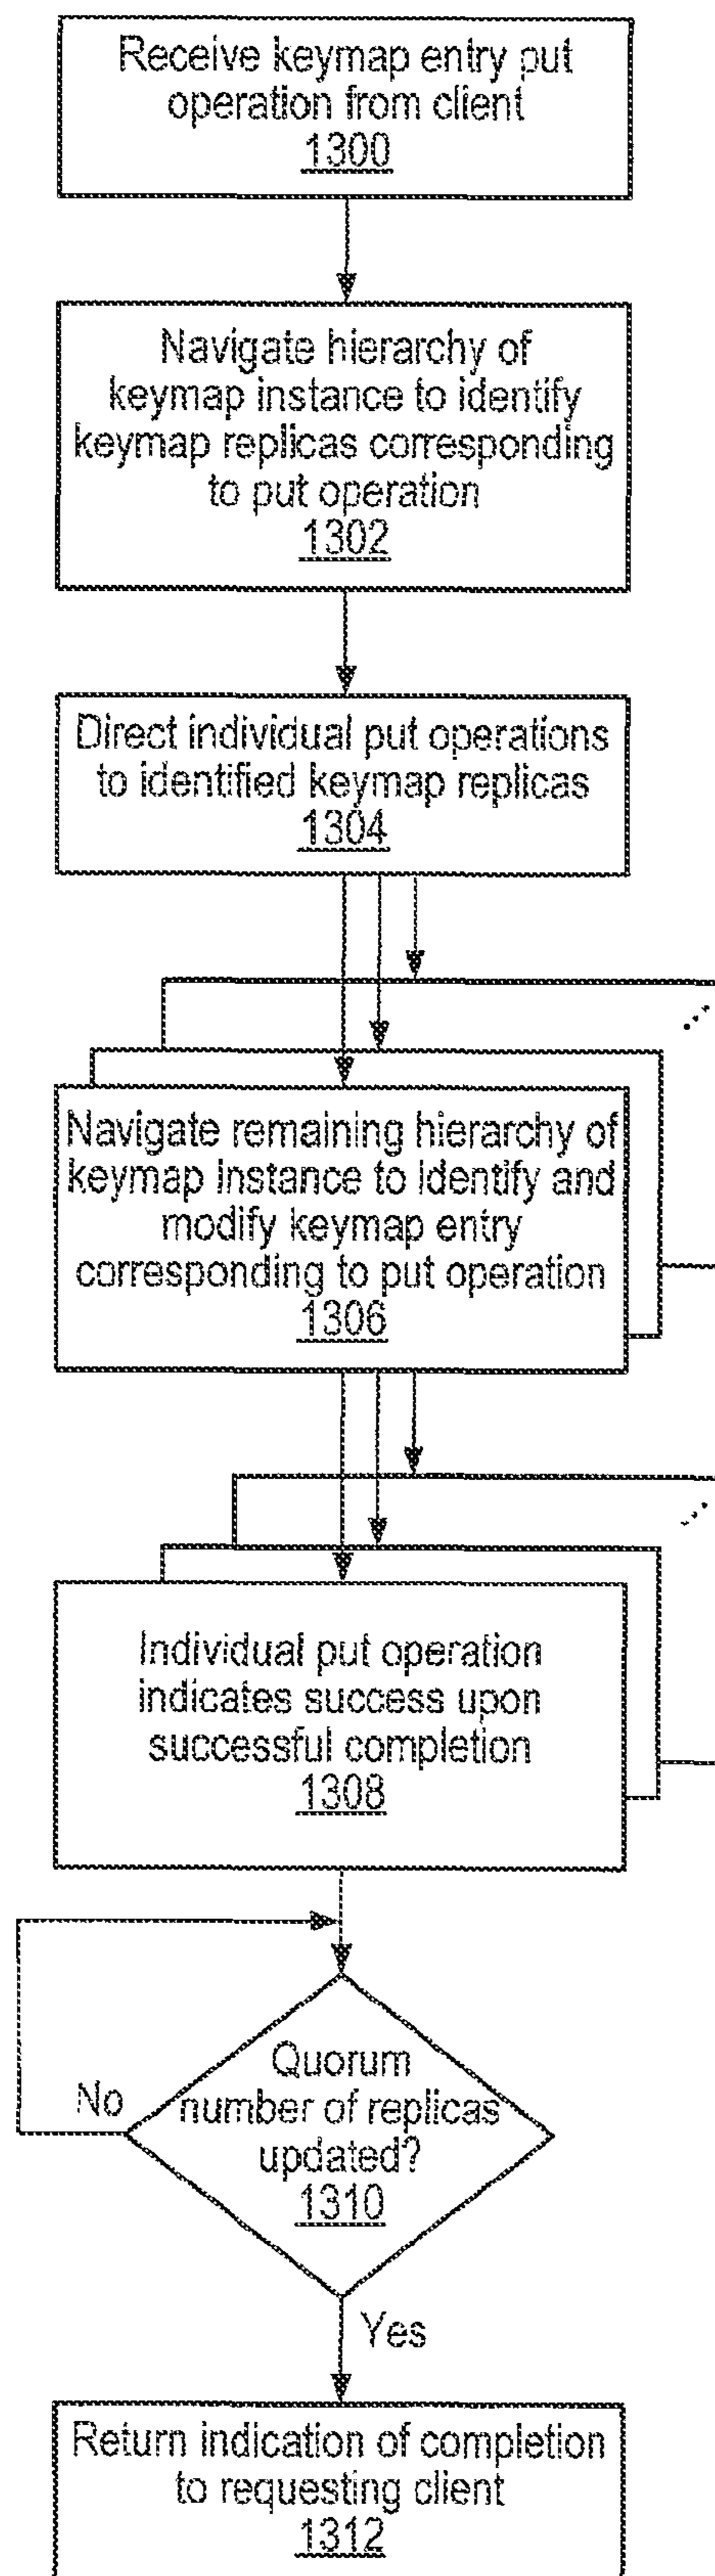 Receive keymap entry put
operation from client
1300
Navigate hierarchy of
keymap instance to identify
keymap replicas corresponding
to put operation
1302
Direct individual put operations
to identified keymap replicas
1304
Navigate remaining hierarchy of
keymap instance to identify and
modify keymap entry
corresponding to put operation
1306
Individual put operation
indicates success upon
successful completion
1308
Quorum
No
number of replicas
updated?
1310
Yes
Return indication of completion
to requesting client
1312